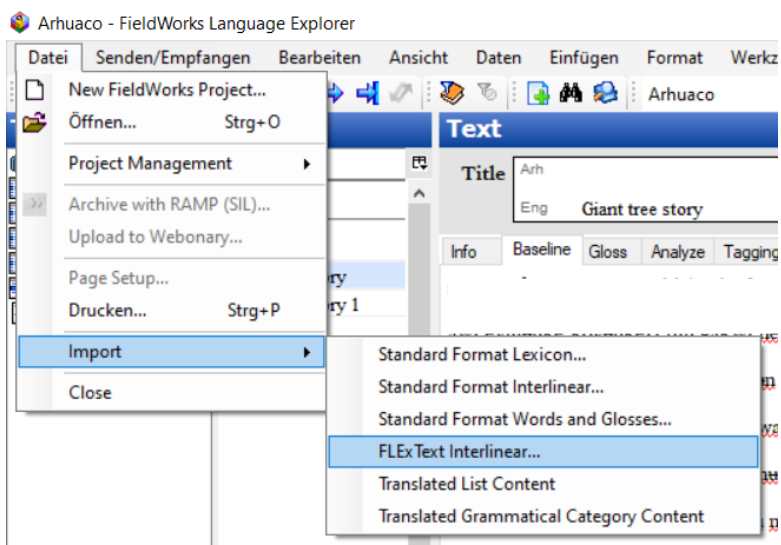 Arhuaco - FieldWorks Language Explorer
Datei Senden/Empfangen Bearbeiten Ansicht Daten Einfügen Format Werkz
Arhuaco
New FieldWorks Project...
Öffnen... Strg+O
Project Management
Archive with RAMP (SIL)...
Upload to Webonary...
Page Setup...
Drucken... Strg+P
Import
Close
ry
ry 1
Standard Format Lexicon...
Standard Format Interlinear...
Standard Format Words and Glosses...
FLExText Interlinear...
Translated List Content
Translated Grammatical Category Content
Text
Title Arh
Eng Giant tree story
Info Baseline Gloss Analyze Tagging